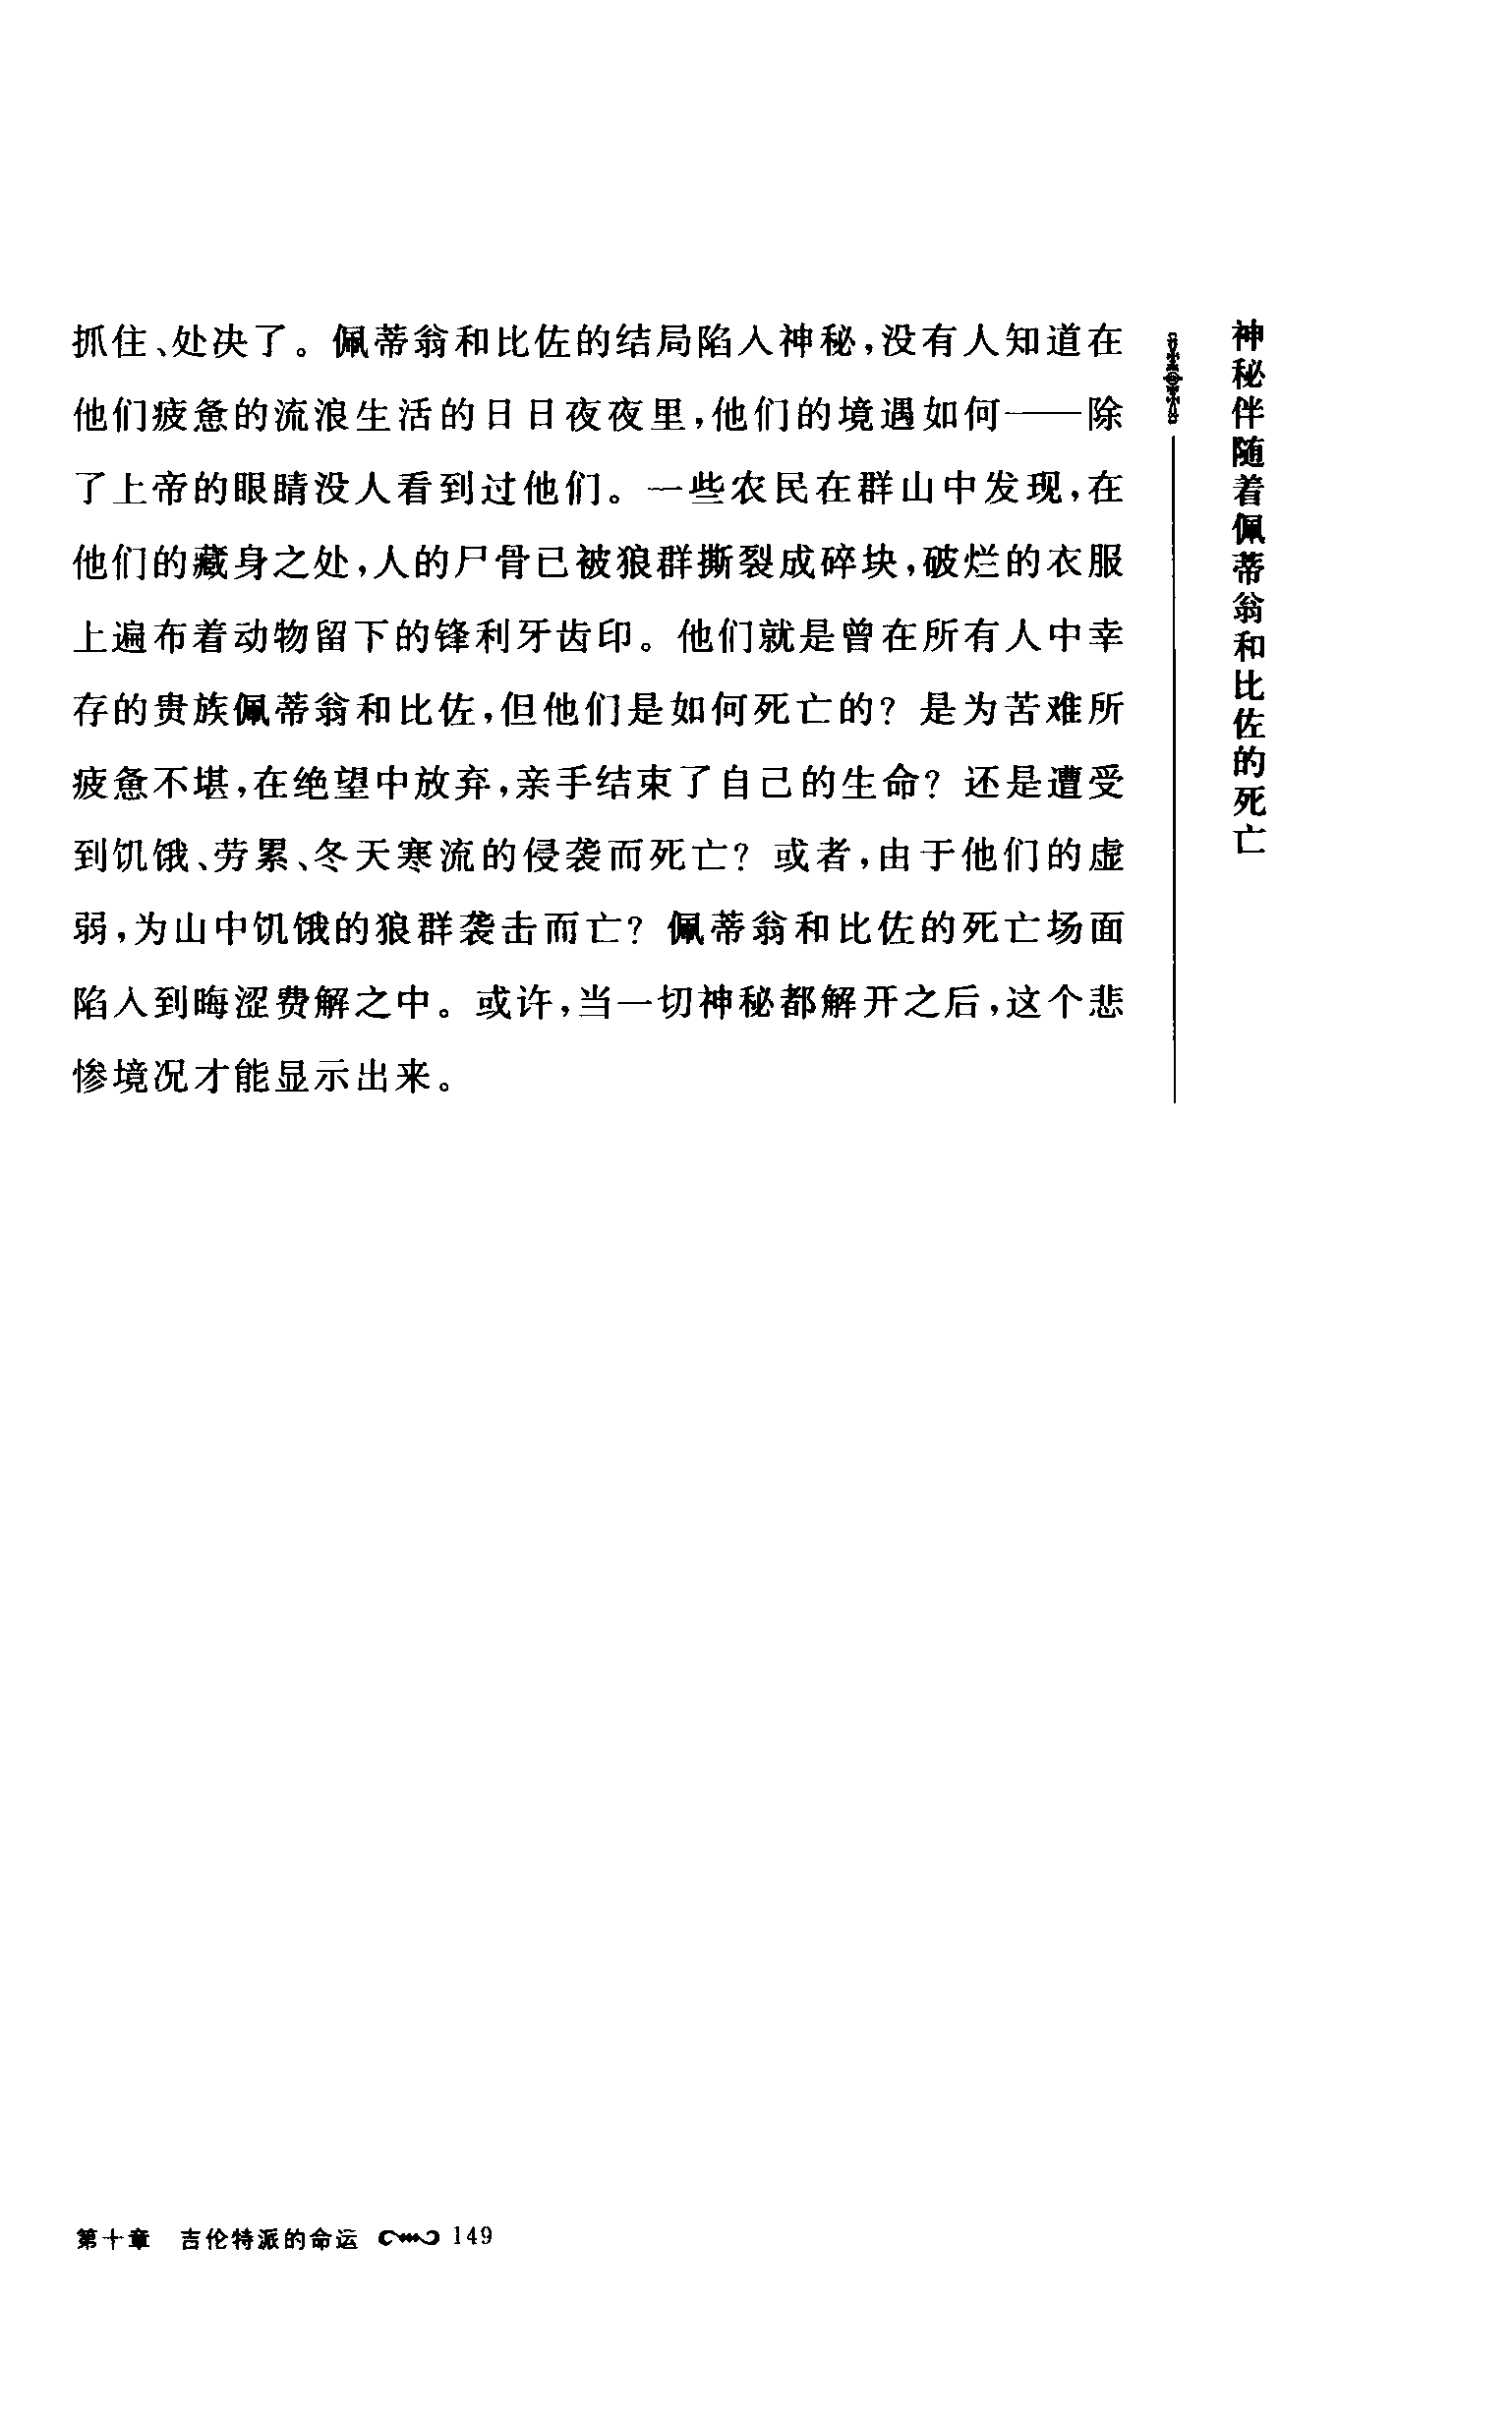 抓住、处决了。佩蒂翁和比佐的结局陷入神秘,没有人知道在
他们疲惫的流浪生活的日日夜夜里,他们的境遇如何——除
了上帝的眼睛没人看到过他们。一些农民在群山中发现,在
他们的藏身之处,人的尸骨已被狼群撕裂成碎块,破烂的衣服
上遍布着动物留下的锋利牙齿印。他们就是曾在所有人中幸
存的贵族佩蒂翁和比佐,但他们是如何死亡的?是为苦难所
疲惫不堪,在绝望中放弃,亲手结束了自己的生命?还是遭受
到饥饿、劳累、冬天寒流的侵袭而死亡?或者,由于他们的虚
弱,为山中饥饿的狼群袭击而亡?佩蒂翁和比佐的死亡场面
陷入到晦涩费解之中。或许,当一切神秘都解开之后,这个悲
惨境况才能显示出来。
神秘伴随着佩蒂翁和比佐的死亡
第十章 吉伦特派的命运 149